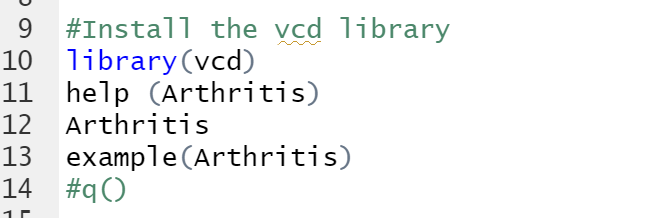 9 #Install the vcd library
10 library(vcd)
11 help (Arthritis)
12 Arthritis
13 example(Arthritis)
14 #q()